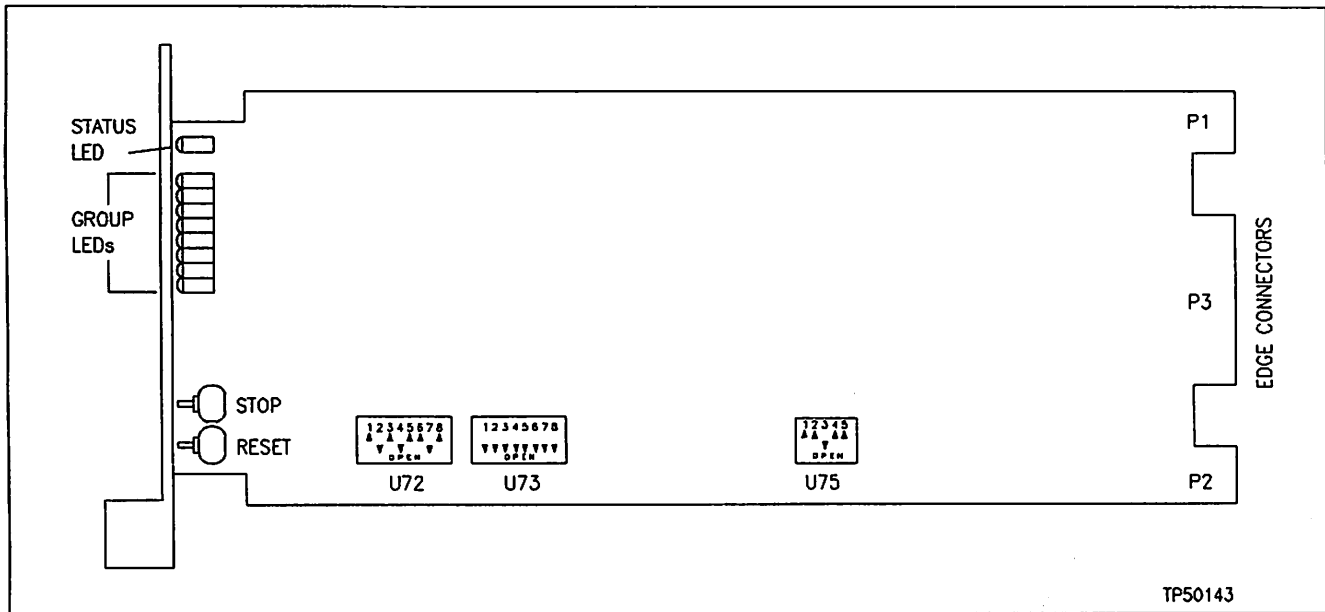 STATUS
LED
GROUP
LEDs
STOP
RESET
12345678
OPEN
U72
12345678
OPEN
U73
12345
OPEN
U75
P1
P3
P2
EDGE CONNECTORS
TP50143